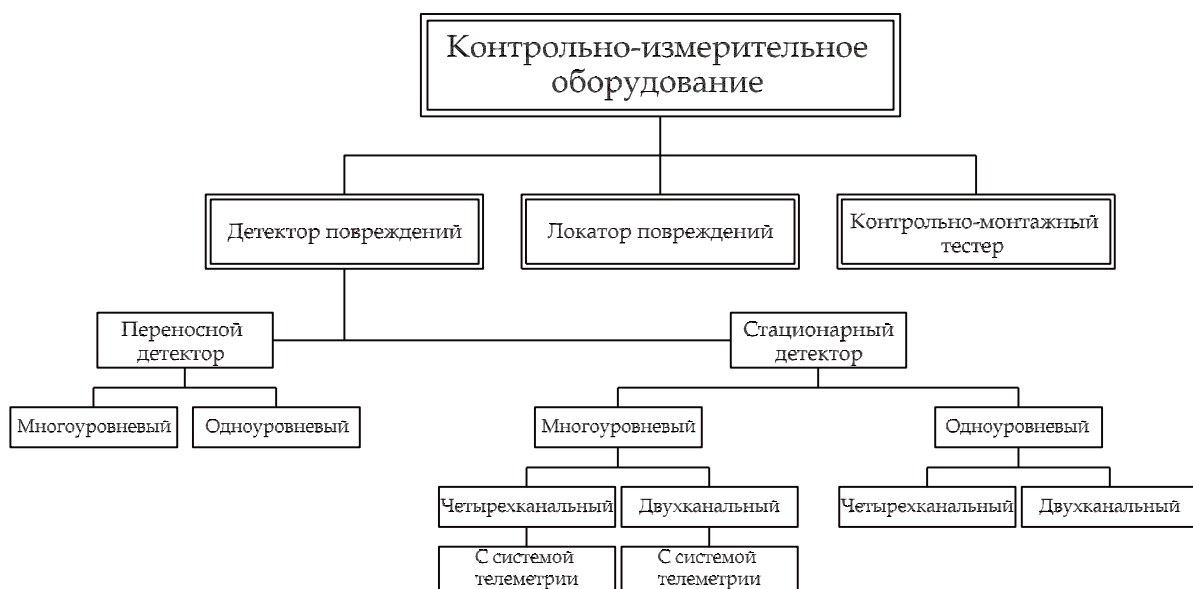 Контрольно-измерительное
оборудование
Детектор повреждений
Локатор повреждений
Контрольно-монтажный
тестер
Переносной
детектор
Стационарный
детектор
Многоуровневый
Одноуровневый
Многоуровневый
Одноуровневый
Четырехканальный
Двухканальный
Четырехканальный
Двухканальный
С системой
телеметрии
С системой
телеметрии